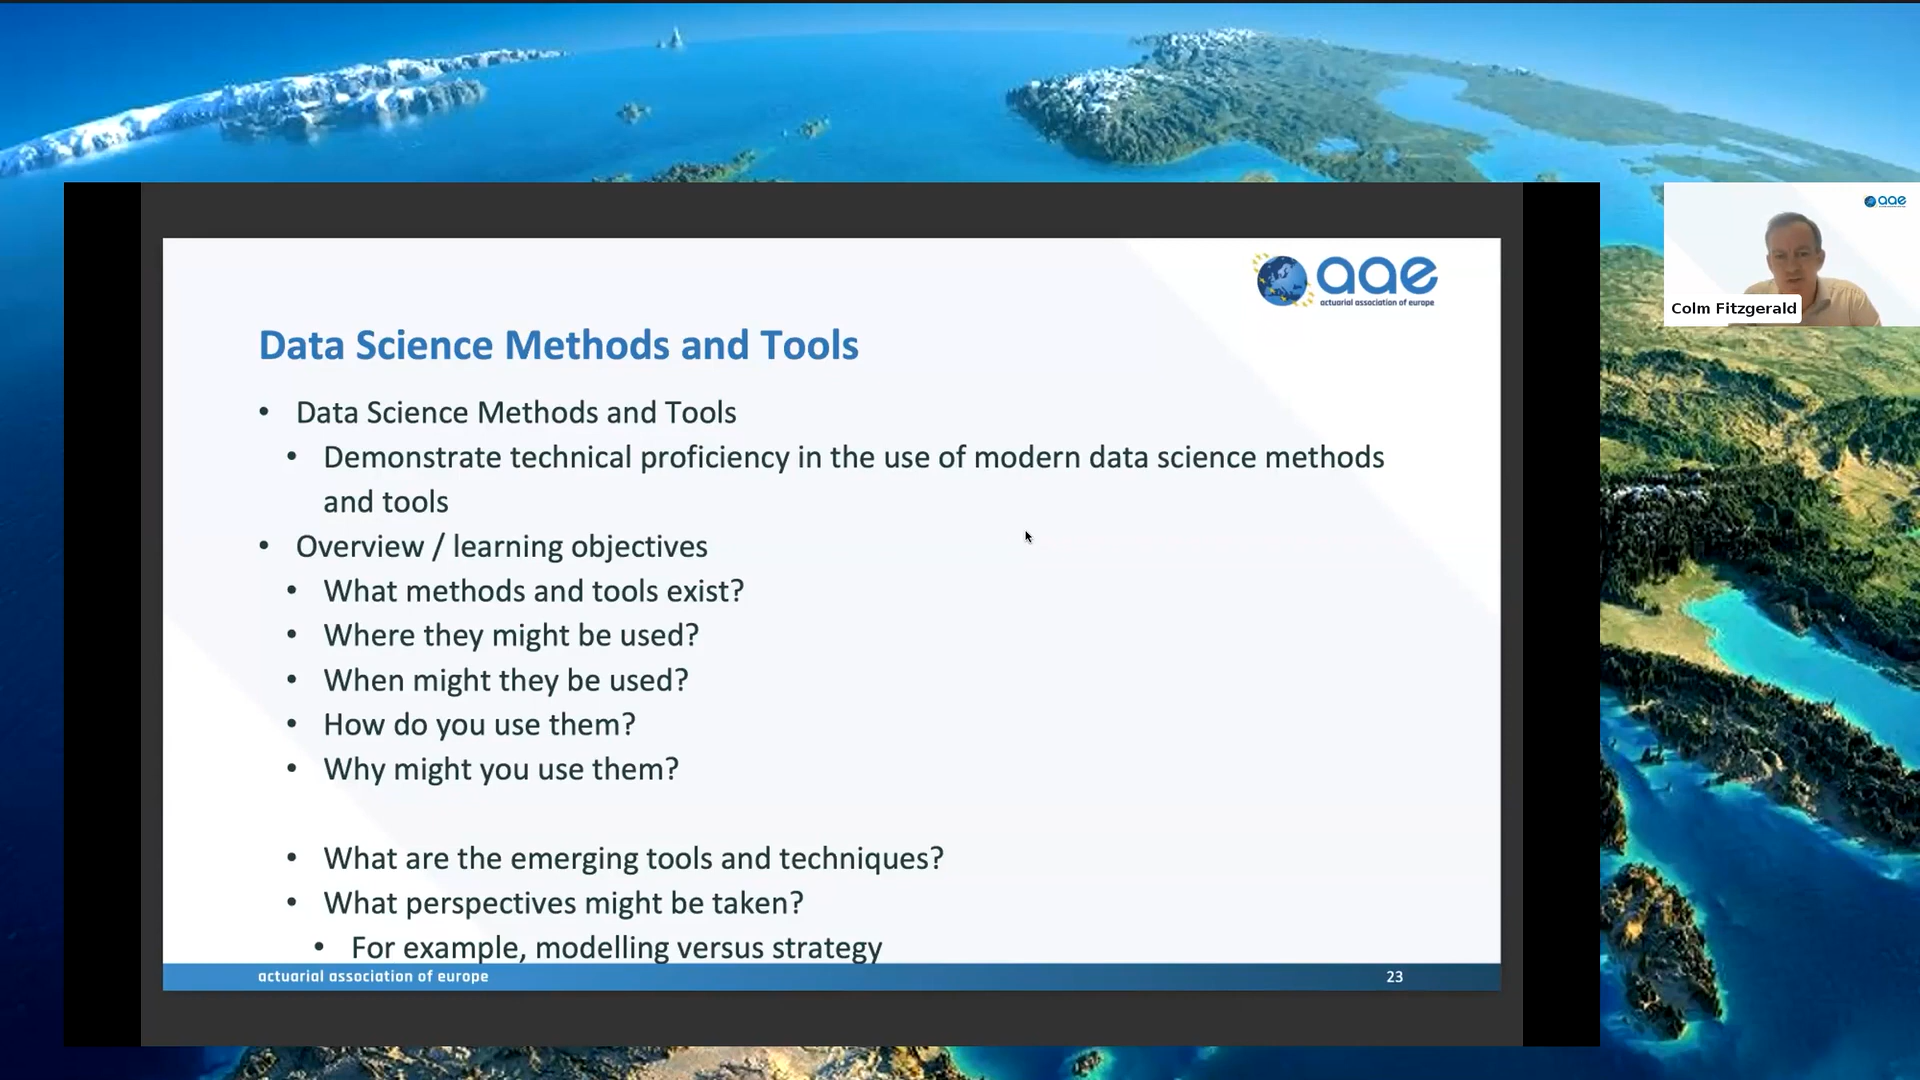 aae
actuarial association of europe
aae
Colm Fitzgerald
Data Science Methods and Tools
• Data Science Methods and Tools
• Demonstrate technical proficiency in the use of modern data science methods
and tools
• Overview / learning objectives
• What methods and tools exist?
• Where they might be used?
• When might they be used?
• How do you use them?
• Why might you use them?
• What are the emerging tools and techniques?
• What perspectives might be taken?
• For example, modelling versus strategy
actuarial association of europe
23